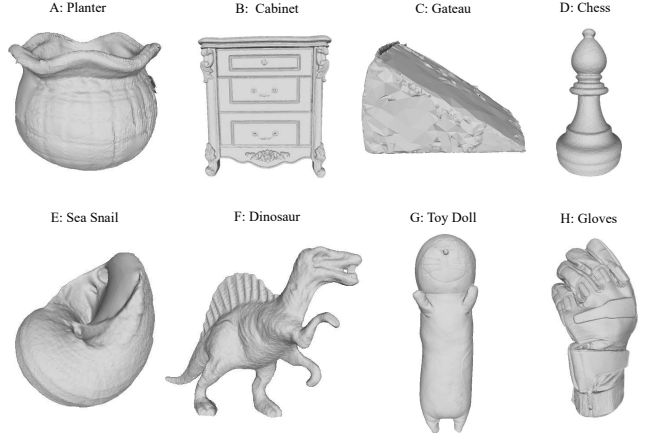 A: Planter
B: Cabinet
C: Gateau
D: Chess
E: Sea Snail
F: Dinosaur
G: Toy Doll
H: Gloves